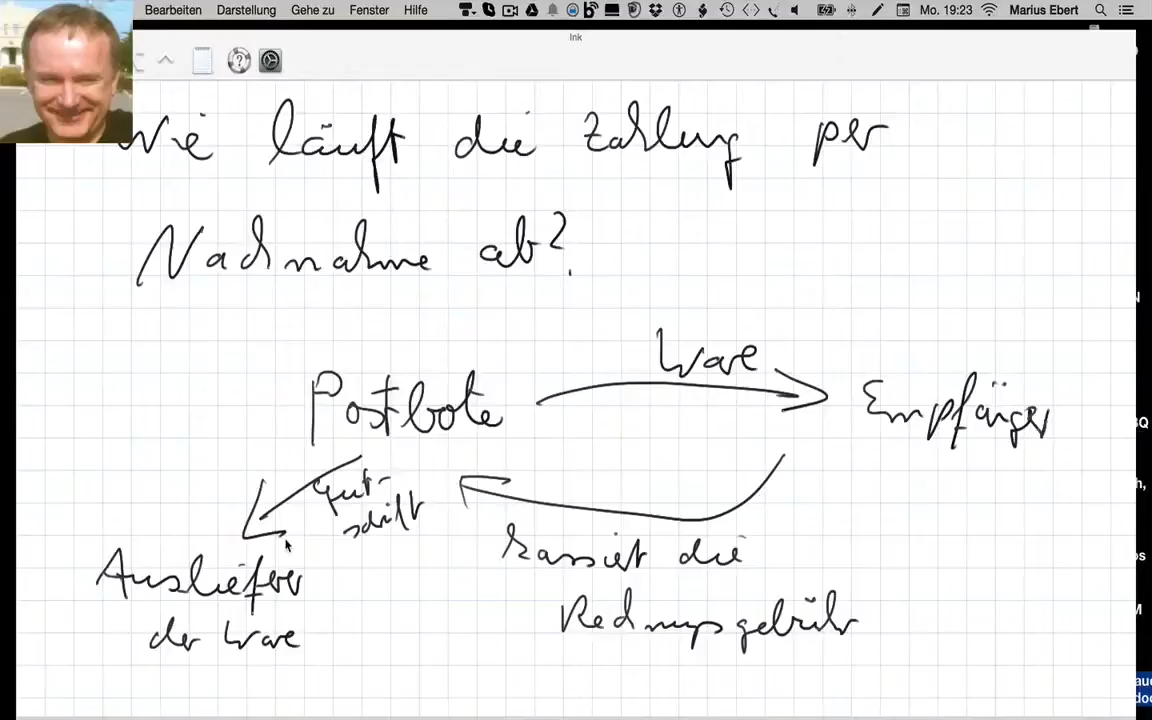 Bearbeiten Darstellung Gehe zu Fenster Hilfe Mo. 19:23 Marius Ebert
Ink
Wie läuft die Zahlung per
Nachnahme ab?
Ware
Postbote Empfänger
Gut-
schrift
kassiert die
Auslieferer
Rechnungsgebühr
der Ware